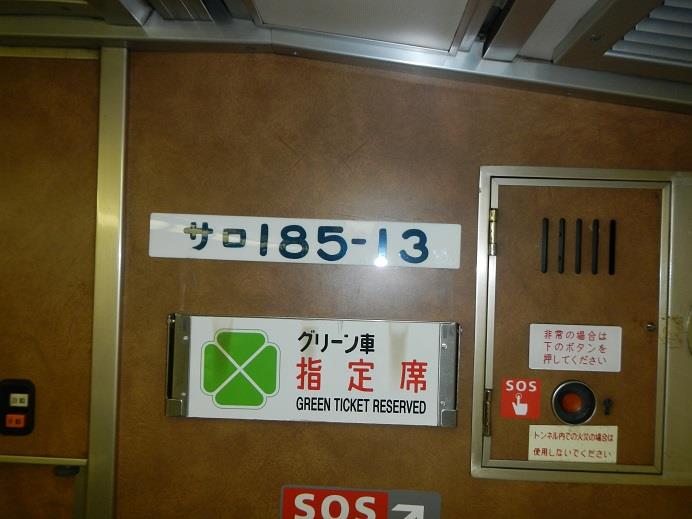 サロ185-13
グリーン車
指定席
GREEN TICKET RESERVED
非常の場合は
下のボタンを
押してください
SOS
トンネル内での火災の場合は
使用しないでください
SOS